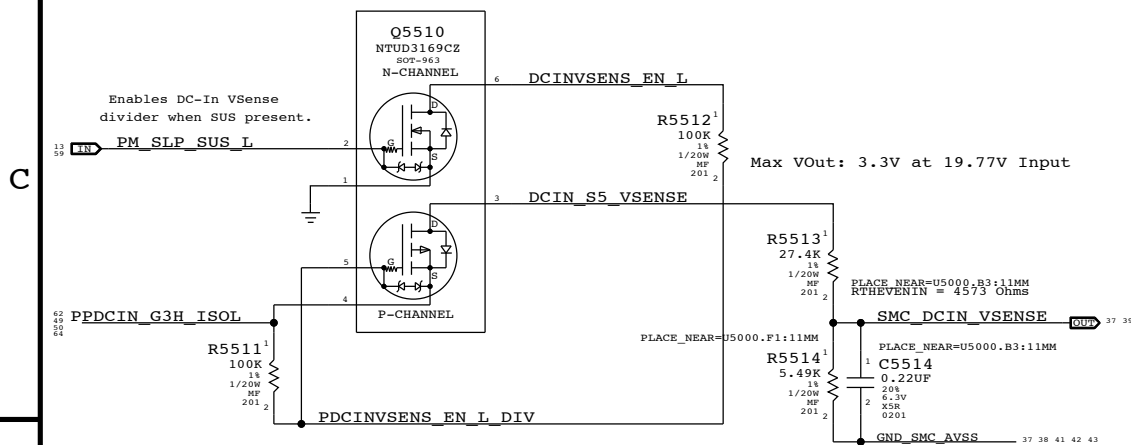 Q5510
NTUD3169CZ
SOT-963
N-CHANNEL
6
DCINVSENS_EN_L
Enables DC-In VSense
divider when SUS present.
D
G
S
R5512
1
100K
1%
1/20W
MF
201
2
13
59
IN
PM_SLP_SUS_L
2
Max VOut: 3.3V at 19.77V Input
C
1
3
DCIN_S5_VSENSE
D
G
S
5
R5513
1
27.4K
1%
1/20W
MF
201
2
PLACE_NEAR=U5000.B3:11MM
RTHEVENIN = 4573 Ohms
4
P-CHANNEL
62
49
50
64
PPDCIN_G3H_ISOL
SMC_DCIN_VSENSE
OUT
37 39
PLACE_NEAR=U5000.F1:11MM
PLACE_NEAR=U5000.B3:11MM
R5511
1
100K
1%
1/20W
MF
201
2
R5514
1
5.49K
1%
1/20W
MF
201
2
1
C5514
0.22UF
20%
6.3V
X5R
0201
2
PDCINVSENS_EN_L_DIV
GND_SMC_AVSS
37 38 41 42 43